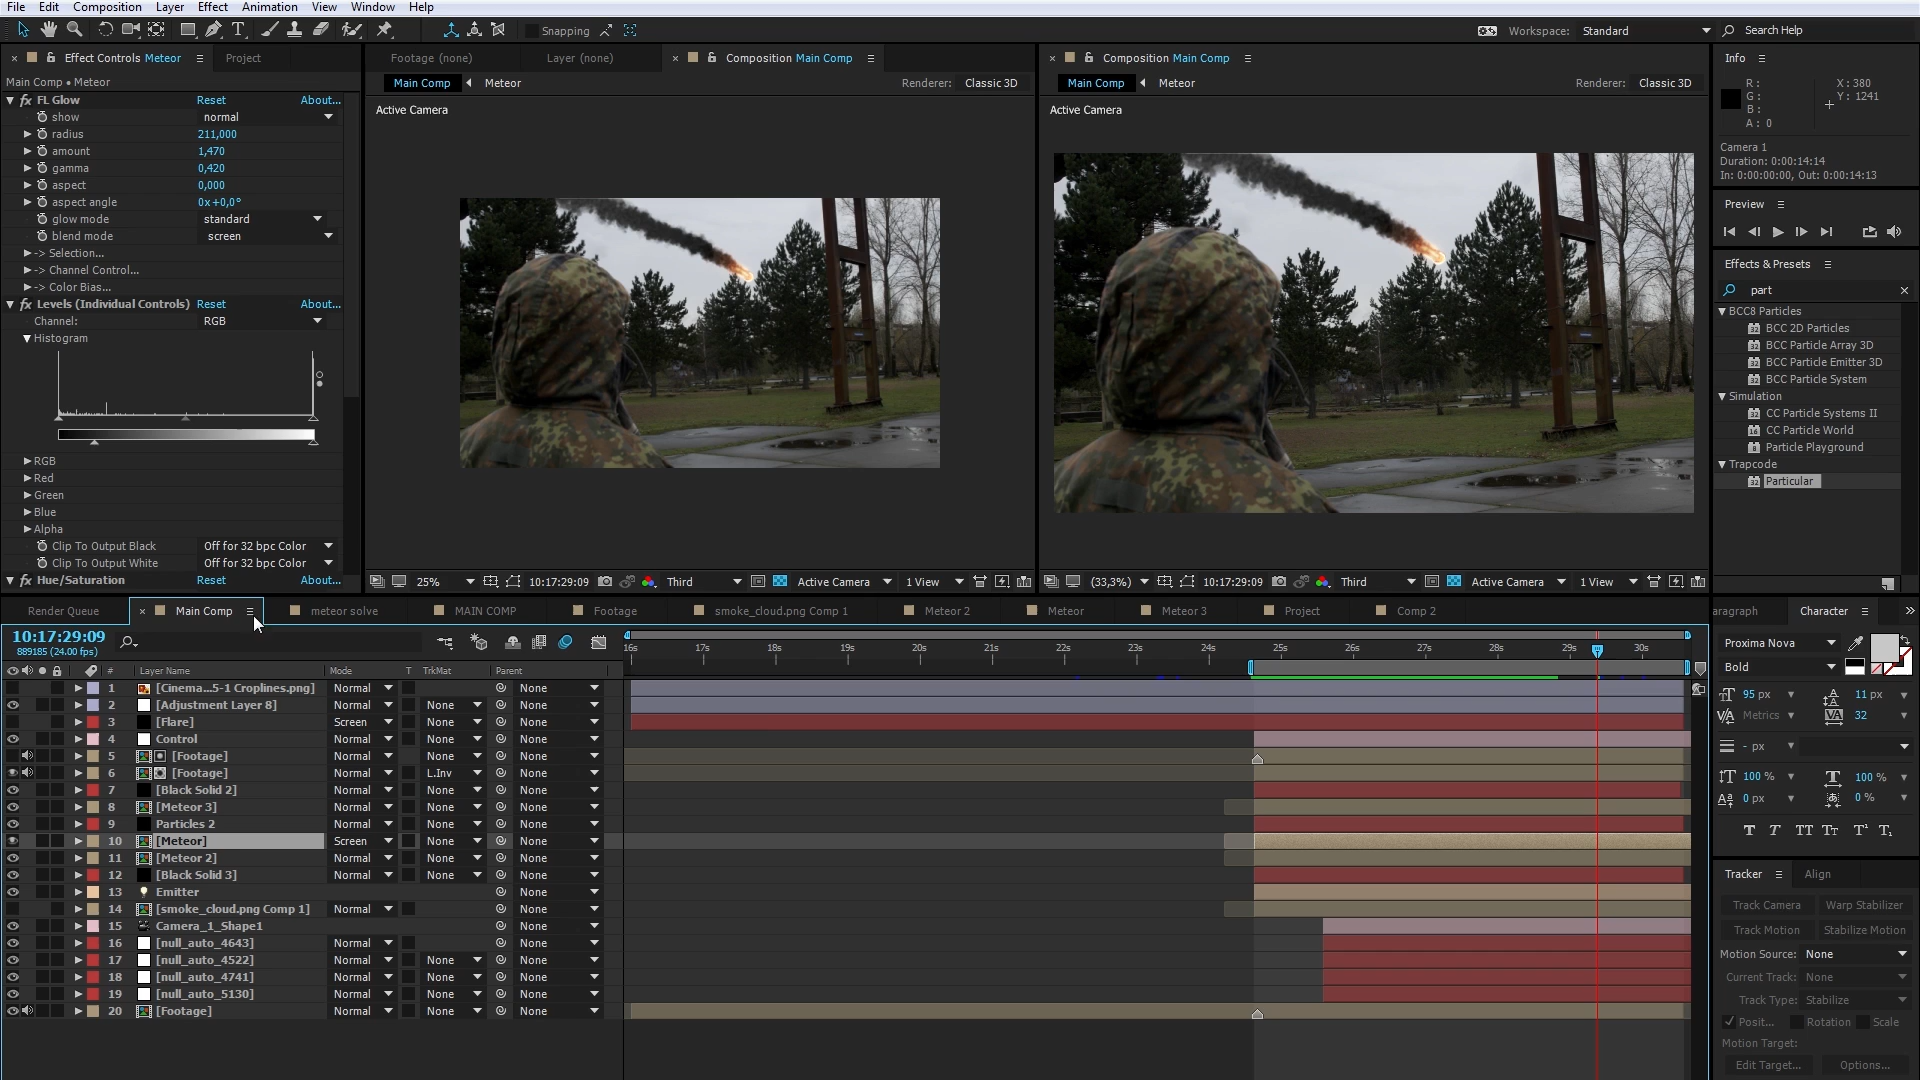 File Edit Composition Layer Effect Animation View Window Help
Snapping
Workspace: Standard
Search Help
Effect Controls Meteor
Project
Main Comp • Meteor
fx FL Glow Reset About...
show normal
radius 211,000
amount 1,470
gamma 0,420
aspect 0,000
aspect angle 0x+0,0°
glow mode standard
blend mode screen
-> Selection...
-> Channel Control...
-> Color Bias...
fx Levels (Individual Controls) Reset About...
Channel: RGB
Histogram
RGB
Red
Green
Blue
Alpha
Clip To Output Black Off for 32 bpc Color
Clip To Output White Off for 32 bpc Color
fx Hue/Saturation Reset About...
Footage (none) Layer (none) Composition Main Comp
Main Comp Meteor Renderer: Classic 3D
Active Camera
25% 10:17:29:09 Third Active Camera 1 View
Composition Main Comp
Main Comp Meteor Renderer: Classic 3D
Active Camera
(33,3%) 10:17:29:09 Third Active Camera 1 View
Info
R: X: 380
G: Y: 1241
B:
A: 0
Camera 1
Duration: 0:00:14:14
In: 0:00:00:00, Out: 0:00:14:13
Preview
Effects & Presets
part
BCC8 Particles
32 BCC 2D Particles
32 BCC Particle Array 3D
32 BCC Particle Emitter 3D
32 BCC Particle System
Simulation
32 CC Particle Systems II
16 CC Particle World
8 Particle Playground
Trapcode
32 Particular
Render Queue Main Comp meteor solve MAIN COMP Footage smoke_cloud.png Comp 1 Meteor 2 Meteor Meteor 3 Project Comp 2
10:17:29:09
889185 (24.00 fps)
16s 17s 18s 19s 20s 21s 22s 23s 24s 25s 26s 27s 28s 29s 30s
# Layer Name Mode T TrkMat Parent
1 [Cinema...5-1 Croplines.png] Normal None
2 [Adjustment Layer 8] Normal None None
3 [Flare] Screen None None
4 Control Normal None None
5 [Footage] Normal None None
6 [Footage] Normal L.Inv None
7 [Black Solid 2] Normal None None
8 [Meteor 3] Normal None None
9 Particles 2 Normal None None
10 [Meteor] Screen None None
11 [Meteor 2] Normal None None
12 [Black Solid 3] Normal None None
13 Emitter None
14 [smoke_cloud.png Comp 1] Normal None
15 Camera_1_Shape1 None
16 [null_auto_4643] Normal None
17 [null_auto_4522] Normal None None
18 [null_auto_4741] Normal None None
19 [null_auto_5130] Normal None None
20 [Footage] Normal None None
aragraph Character
Proxima Nova
Bold
95 px 11 px
Metrics 32
- px
100 % 100 %
0 px 0 %
T T TT Tт T¹ T₁
Tracker Align
Track Camera Warp Stabilizer
Track Motion Stabilize Motion
Motion Source: None
Current Track: None
Track Type: Stabilize
Posit... Rotation Scale
Motion Target:
Edit Target... Options...